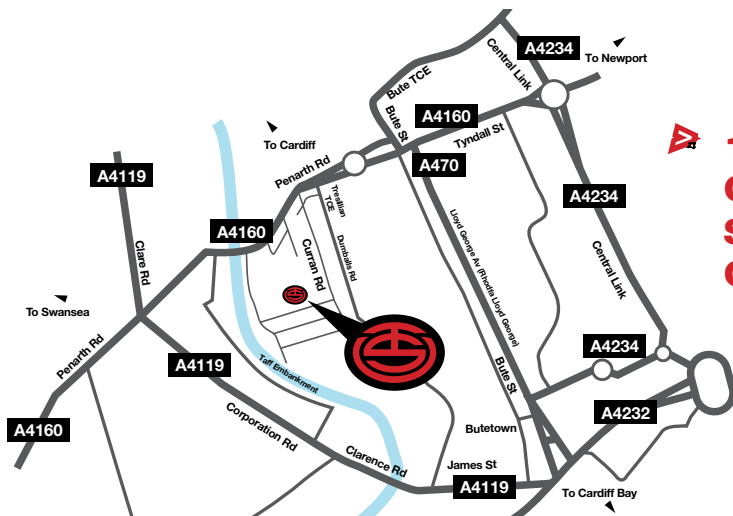 A4234
Central Link
To Newport
Bute TCE
A4160
Bute St
Tyndall St
To Cardiff
A470
Penarth Rd
A4119
Tresillian
TCE
A4234
A4160
Clare Rd
Curran Rd
Dumballs Rd
Lloyd George Av (Rhodfa Lloyd George)
Central Link
To Swansea
A4234
Penarth Rd
A4119
Taff Embankment
Bute St
A4232
A4160
Corporation Rd
Butetown
Clarence Rd
James St
A4119
To Cardiff Bay